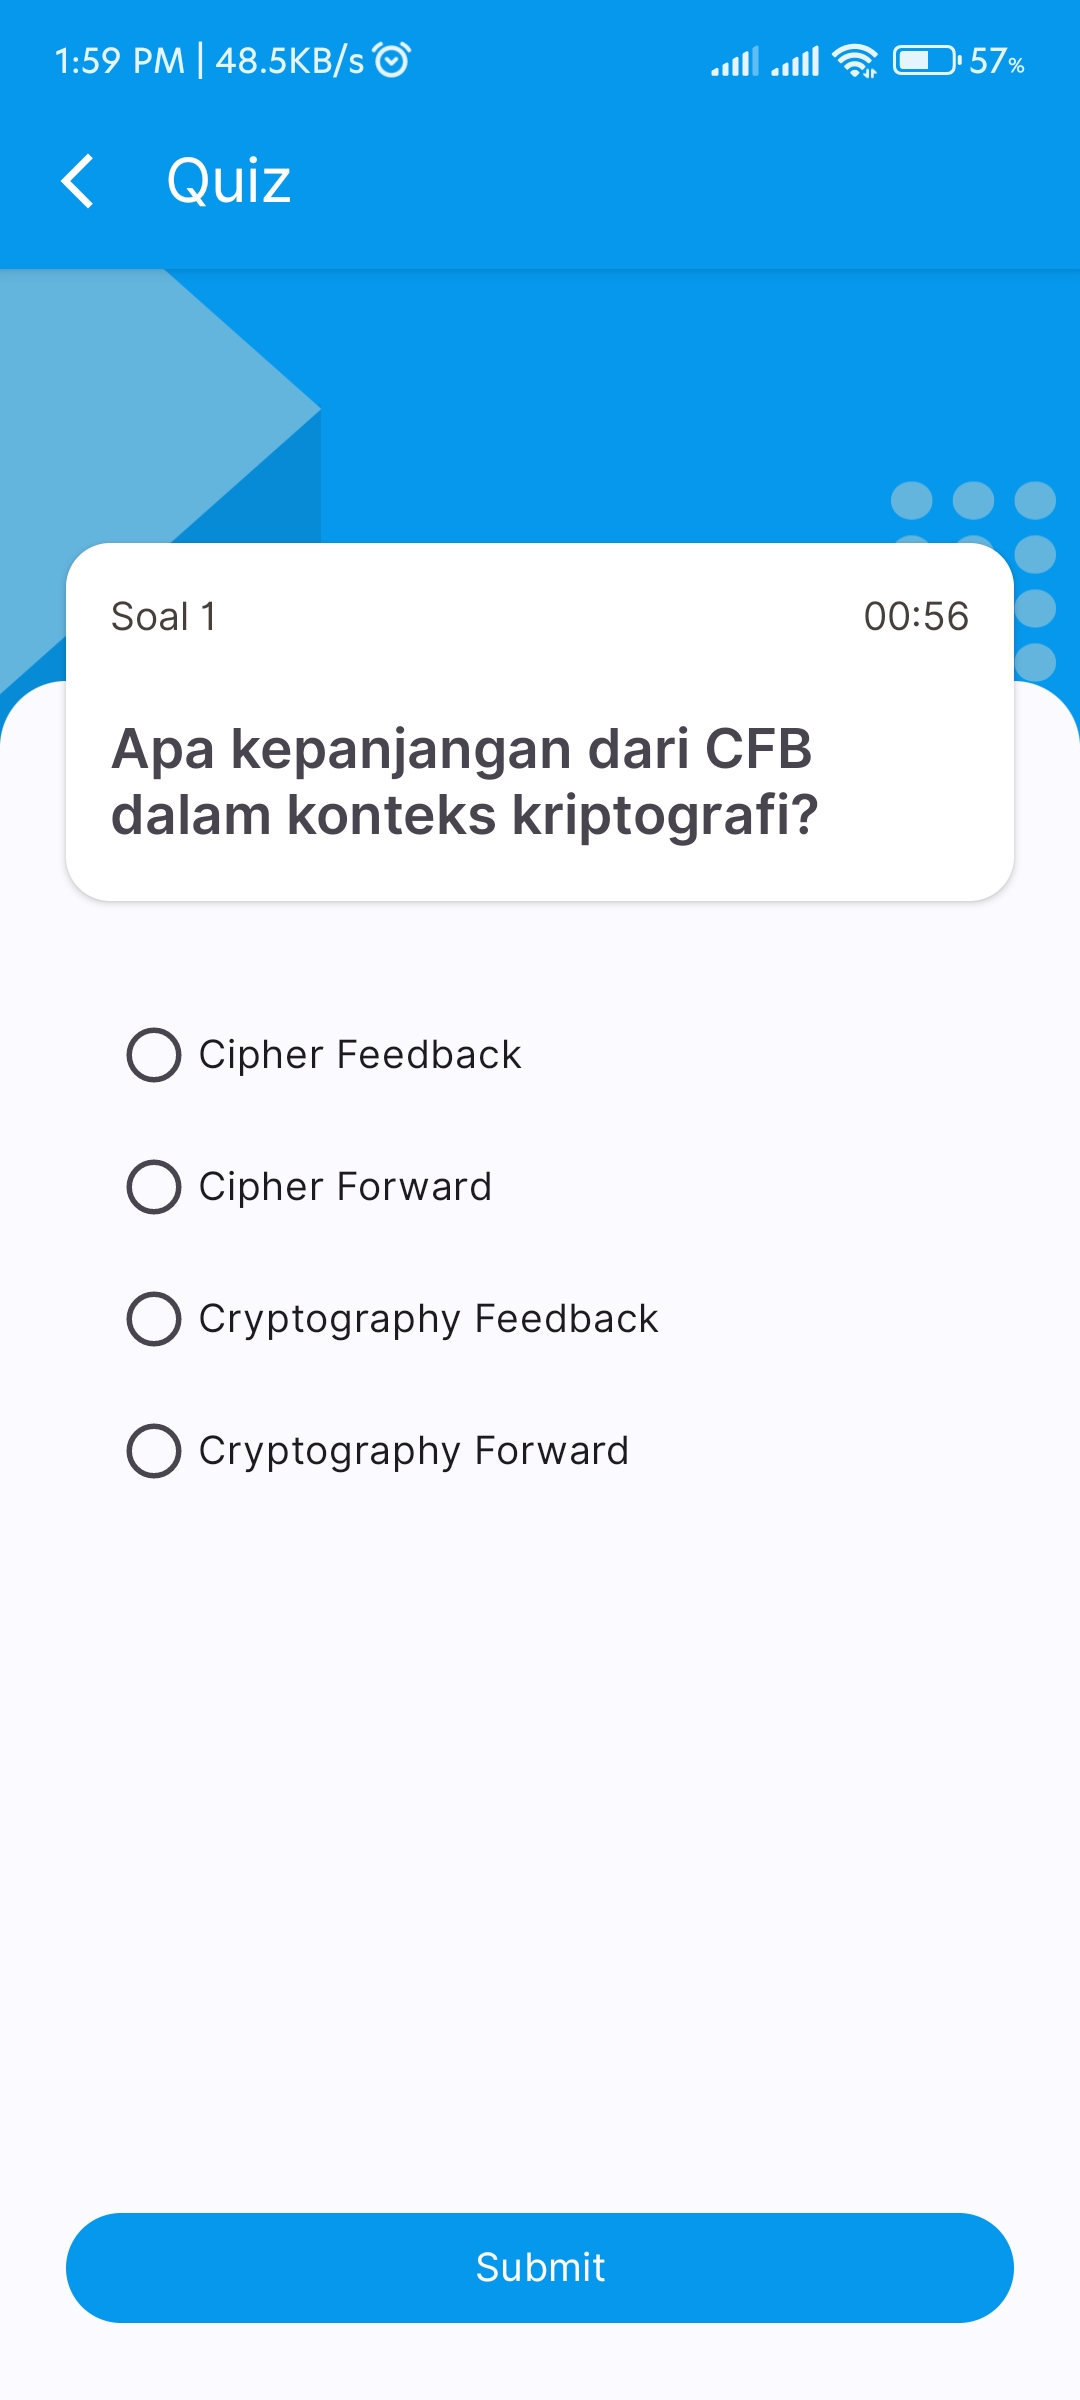 1:59 PM | 48.5KB/s 57%
Quiz
Soal 1 00:56
Apa kepanjangan dari CFB
dalam konteks kriptografi?
Cipher Feedback
Cipher Forward
Cryptography Feedback
Cryptography Forward
Submit